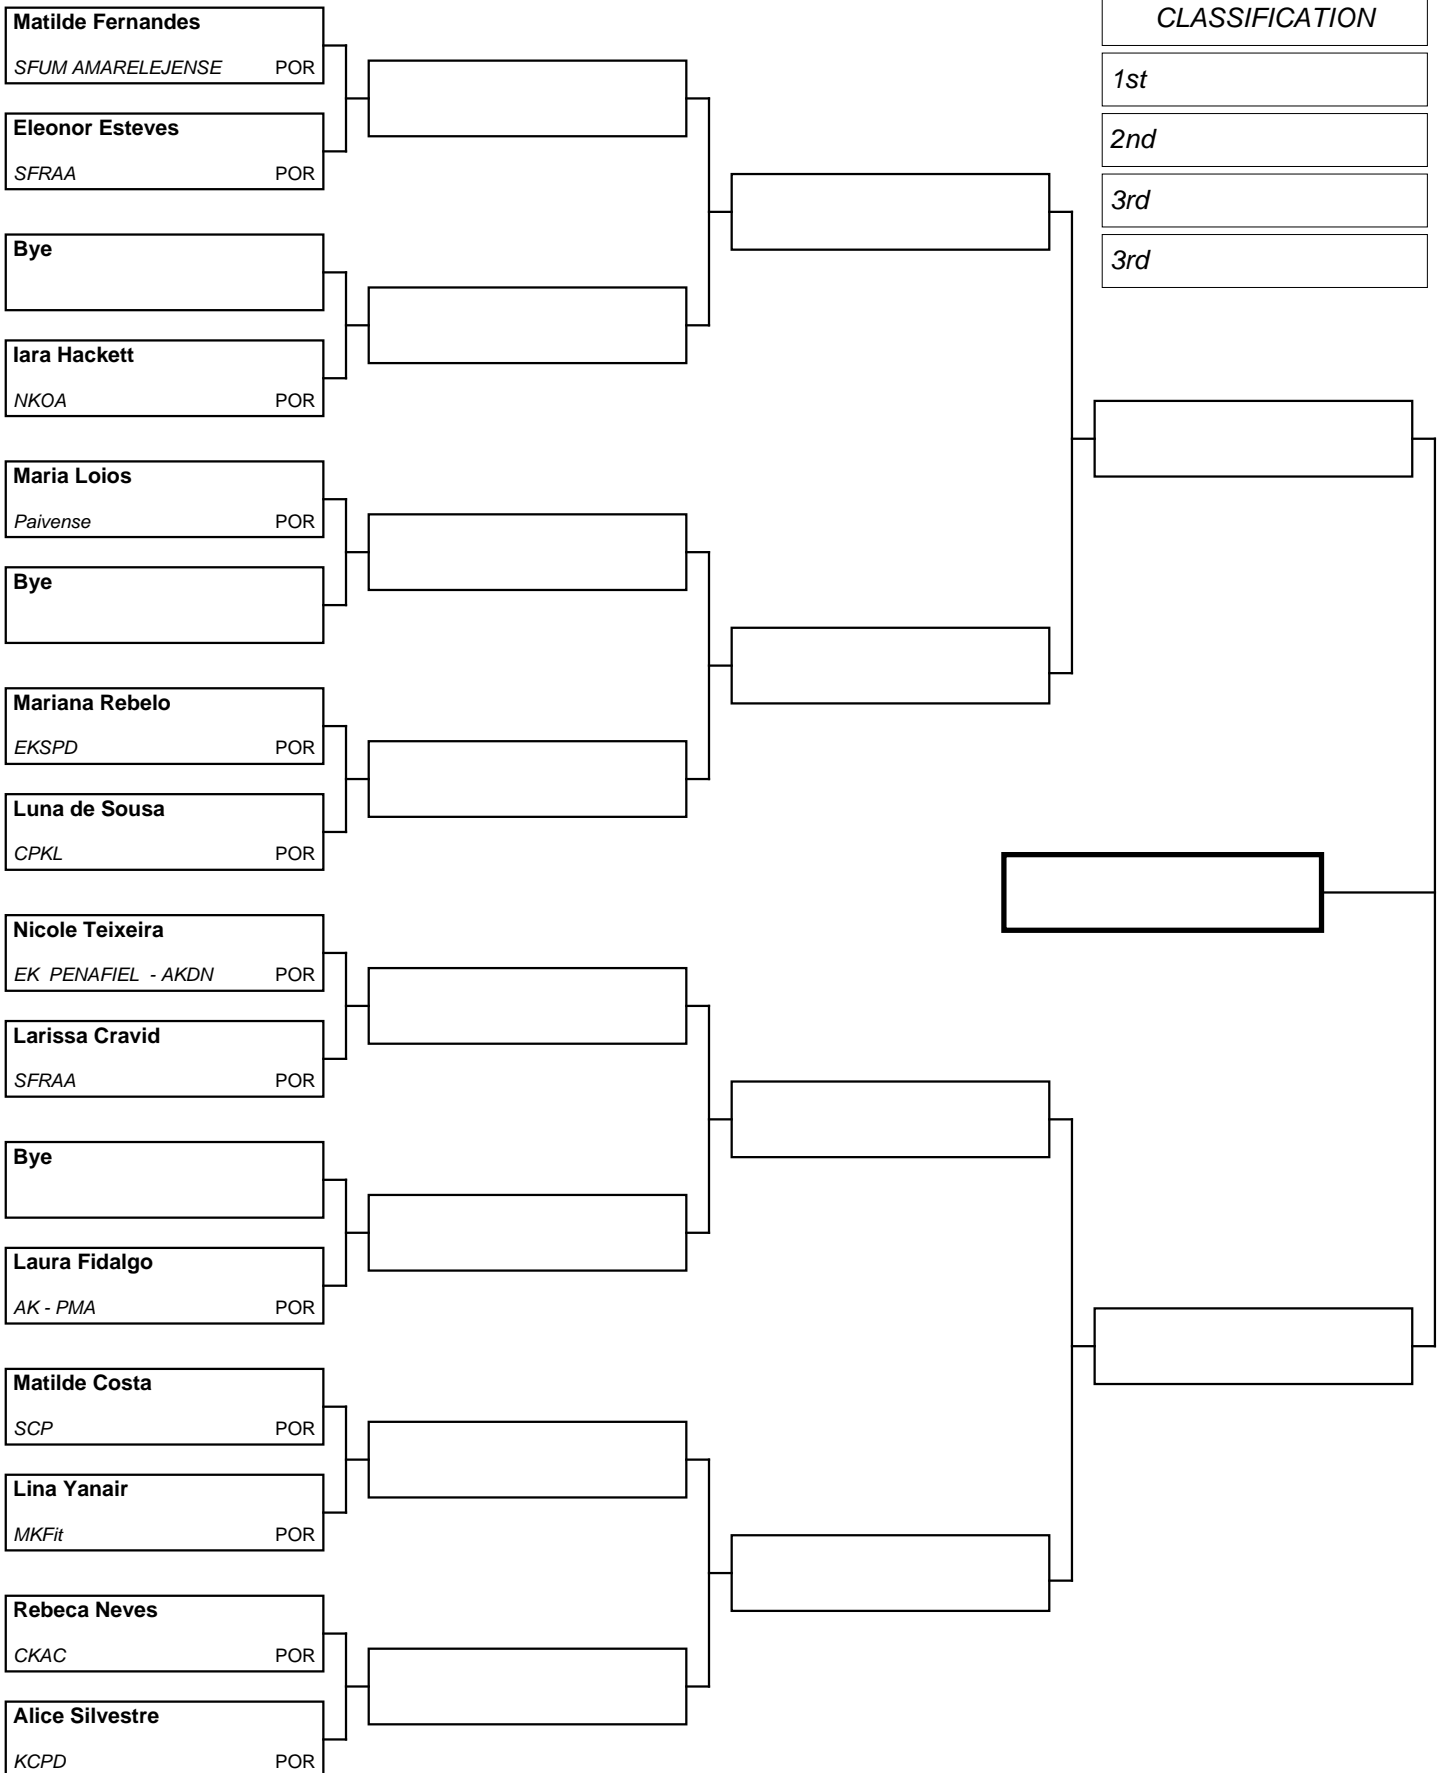 CLASSIFICATION
1st
2nd
3rd
3rd
Matilde Fernandes
SFUM AMARELEJENSE POR
Eleonor Esteves
SFRAA POR
Bye
Iara Hackett
NKOA POR
Maria Loios
Paivense POR
Bye
Mariana Rebelo
EKSPD POR
Luna de Sousa
CPKL POR
Nicole Teixeira
EK PENAFIEL - AKDN POR
Larissa Cravid
SFRAA POR
Bye
Laura Fidalgo
AK - PMA POR
Matilde Costa
SCP POR
Lina Yanair
MKFit POR
Rebeca Neves
CKAC POR
Alice Silvestre
KCPD POR